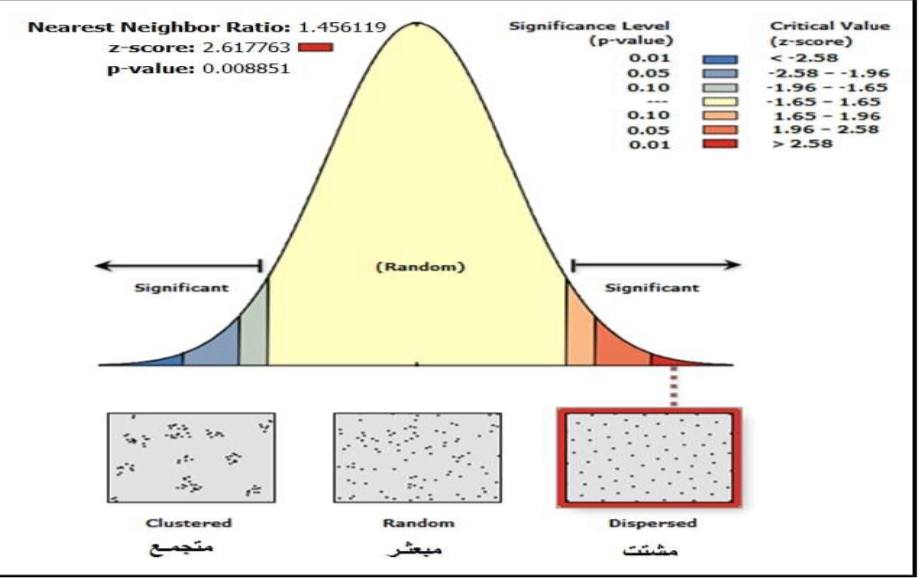 Nearest Neighbor Ratio: 1.456119
z-score: 2.617763
p-value: 0.008851
Significance Level
(p-value)
Critical Value
(z-score)
0.01 < -2.58
0.05 -2.58 - -1.96
0.10 -1.96 - -1.65
--- -1.65 - 1.65
0.10 1.65 - 1.96
0.05 1.96 - 2.58
0.01 > 2.58
(Random)
Significant
Significant
Clustered Random Dispersed
متجمع مبعثر مشتت